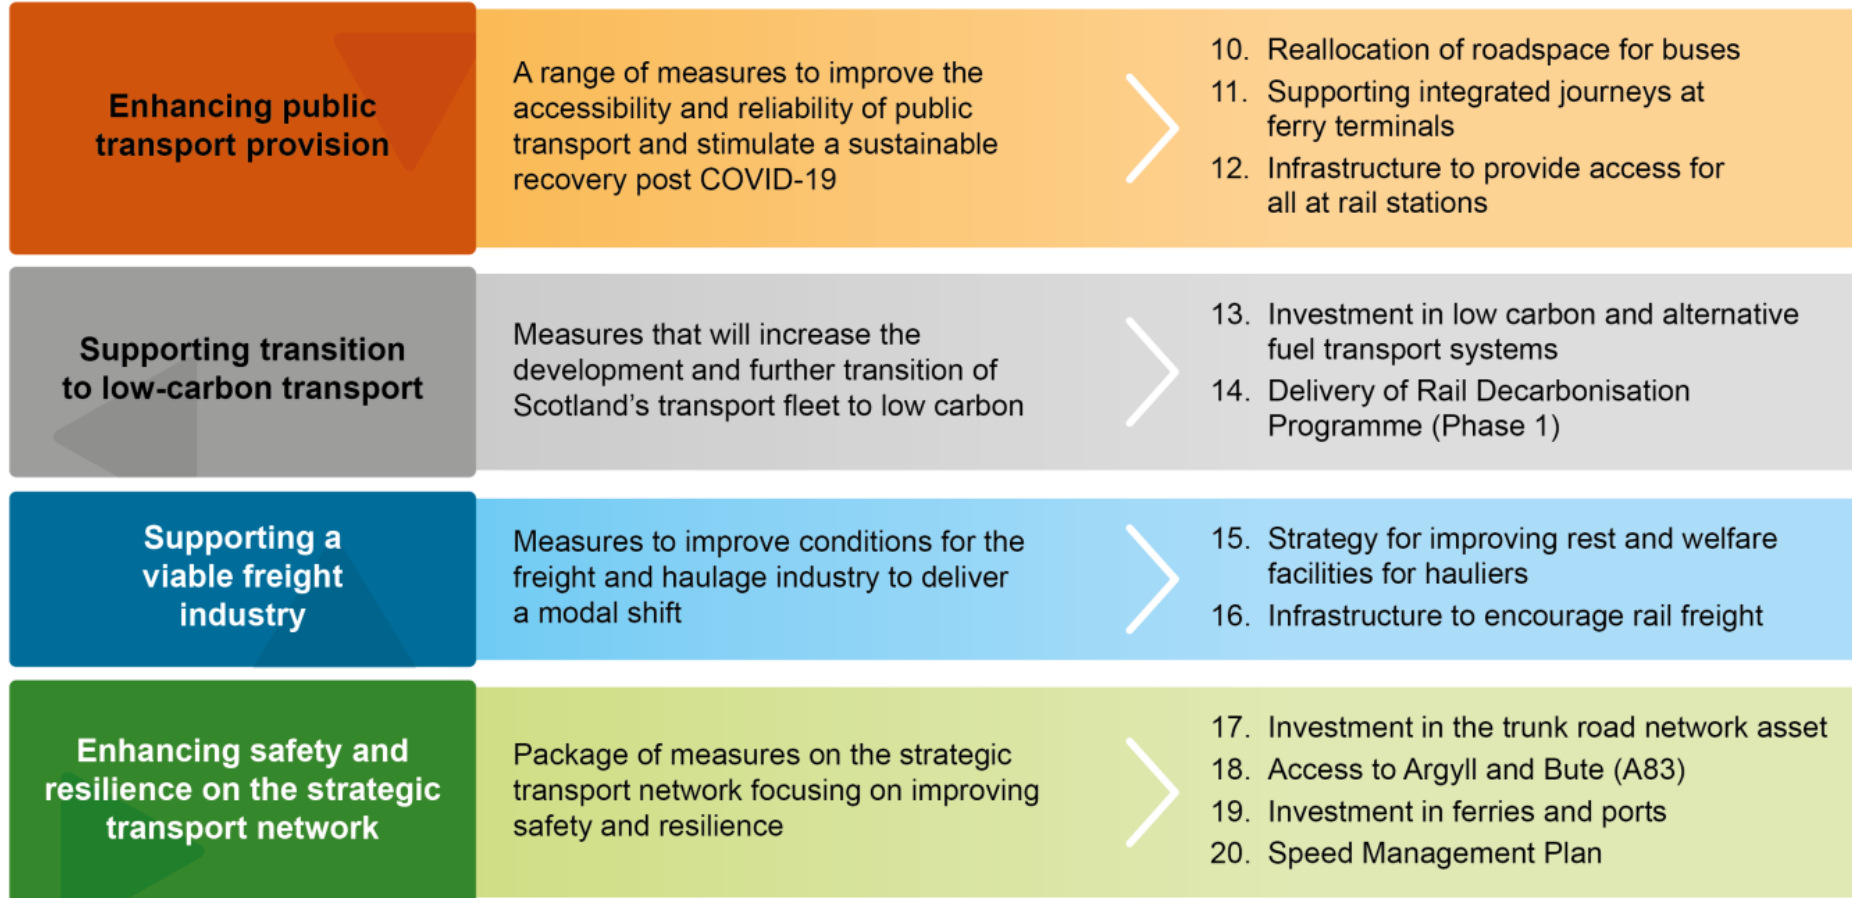 Enhancing public
transport provision
A range of measures to improve the
accessibility and reliability of public
transport and stimulate a sustainable
recovery post COVID-19
10. Reallocation of roadspace for buses
11. Supporting integrated journeys at
ferry terminals
12. Infrastructure to provide access for
all at rail stations
Supporting transition
to low-carbon transport
Measures that will increase the
development and further transition of
Scotland’s transport fleet to low carbon
13. Investment in low carbon and alternative
fuel transport systems
14. Delivery of Rail Decarbonisation
Programme (Phase 1)
Supporting a
viable freight
industry
Measures to improve conditions for the
freight and haulage industry to deliver
a modal shift
15. Strategy for improving rest and welfare
facilities for hauliers
16. Infrastructure to encourage rail freight
Enhancing safety and
resilience on the strategic
transport network
Package of measures on the strategic
transport network focusing on improving
safety and resilience
17. Investment in the trunk road network asset
18. Access to Argyll and Bute (A83)
19. Investment in ferries and ports
20. Speed Management Plan